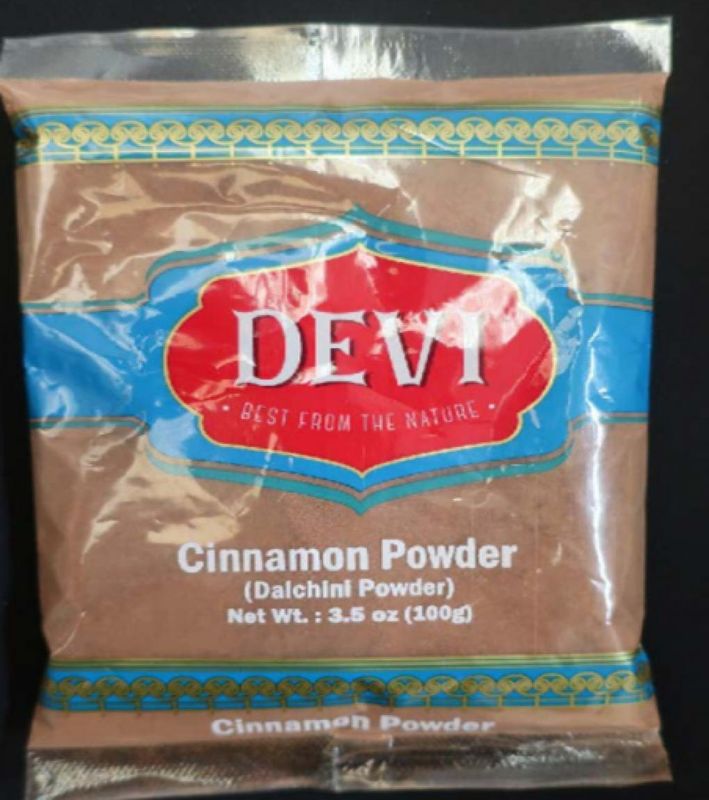 DEVI
• BEST FROM THE NATURE •
Cinnamon Powder
(Dalchini Powder)
Net Wt. : 3.5 oz (100g)
Cinnamon Powder